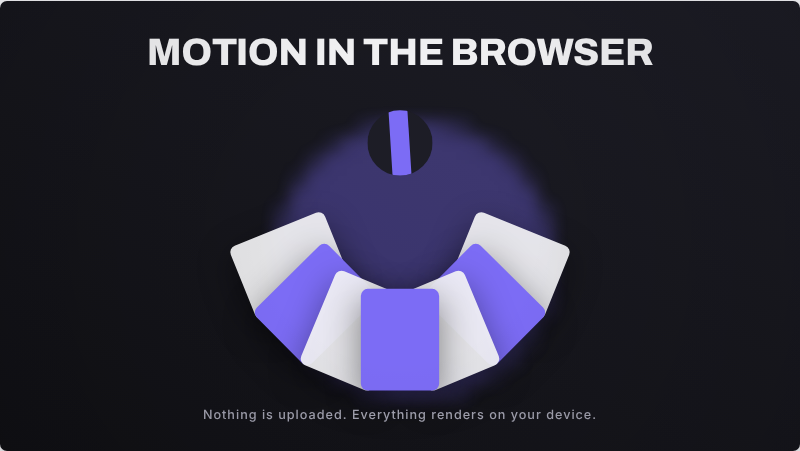 MOTION IN THE BROWSER
Nothing is uploaded. Everything renders on your device.